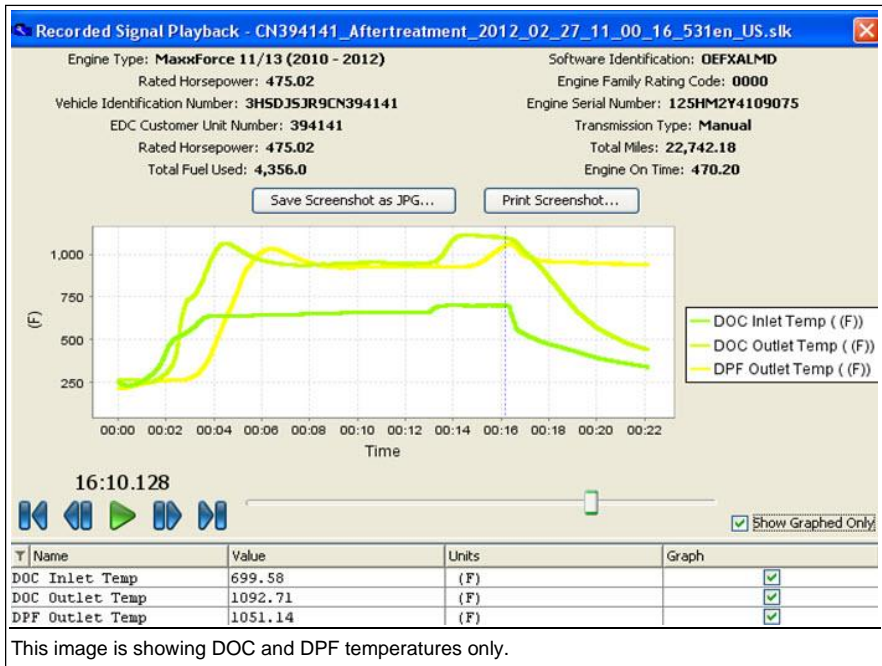 Recorded Signal Playback - CN394141_Aftertreatment_2012_02_27_11_00_16_531en_US.slk
Engine Type: MaxxForce 11/13 (2010 - 2012) Software Identification: OEFXALMD
Rated Horsepower: 475.02 Engine Family Rating Code: 0000
Vehicle Identification Number: 3HSDJSJR9CN394141 Engine Serial Number: 125HM2Y4109075
EDC Customer Unit Number: 394141 Transmission Type: Manual
Rated Horsepower: 475.02 Total Miles: 22,742.18
Total Fuel Used: 4,356.0 Engine On Time: 470.20
Save Screenshot as JPG... Print Screenshot...
1,000
750
(F)
500
250
DOC Inlet Temp ( (F))
DOC Outlet Temp ( (F))
DPF Outlet Temp ( (F))
00:00 00:02 00:04 00:06 00:08 00:10 00:12 00:14 00:16 00:18 00:20 00:22
Time
16:10.128
Show Graphed Only
Name Value Units Graph
DOC Inlet Temp 699.58 (F)
DOC Outlet Temp 1092.71 (F)
DPF Outlet Temp 1051.14 (F)
This image is showing DOC and DPF temperatures only.